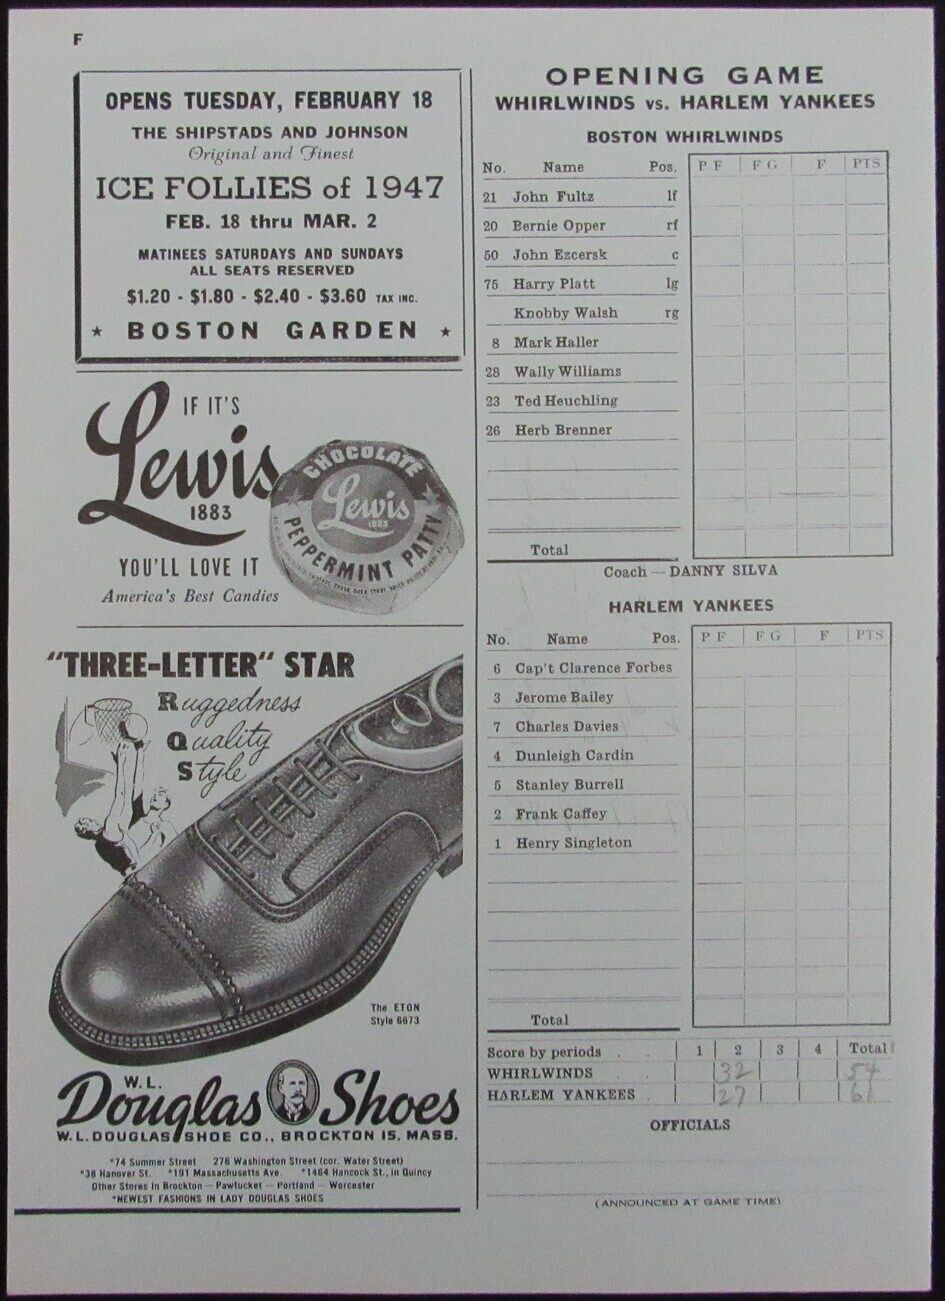 F
OPENS TUESDAY, FEBRUARY 18
THE SHIPSTADS AND JOHNSON
Original and Finest
ICE FOLLIES of 1947
FEB. 18 thru MAR. 2
MATINEES SATURDAYS AND SUNDAYS
ALL SEATS RESERVED
$1.20 - $1.80 - $2.40 - $3.60 TAX INC.
★ BOSTON GARDEN ★
IF IT'S
Lewis
1883
YOU'LL LOVE IT
America's Best Candies
CHOCOLATE
Lewis
1883
PEPPERMINT PATTY
"THREE-LETTER" STAR
Ruggedness
Quality
Style
The ETON
Style 6673
W. L.
Douglas Shoes
W. L. DOUGLAS SHOE CO., BROCKTON 15, MASS.
*74 Summer Street 276 Washington Street (cor. Water Street)
*38 Hanover St. *191 Massachusetts Ave. *1464 Hancock St., in Quincy
Other Stores in Brockton — Pawtucket — Portland — Worcester
*NEWEST FASHIONS IN LADY DOUGLAS SHOES
OPENING GAME
WHIRLWINDS vs. HARLEM YANKEES
BOSTON WHIRLWINDS
No. Name Pos. P F F G F PTS
21 John Fultz lf
20 Bernie Opper rf
50 John Ezcersk c
75 Harry Platt lg
Knobby Walsh rg
8 Mark Haller
28 Wally Williams
23 Ted Heuchling
26 Herb Brenner
Total
Coach — DANNY SILVA
HARLEM YANKEES
No. Name Pos. P F F G F PTS
6 Cap't Clarence Forbes
3 Jerome Bailey
7 Charles Davies
4 Dunleigh Cardin
5 Stanley Burrell
2 Frank Caffey
1 Henry Singleton
Total
Score by periods . . 1 2 3 4 Total
WHIRLWINDS . . 32 54
HARLEM YANKEES . 27 61
OFFICIALS
(ANNOUNCED AT GAME TIME)